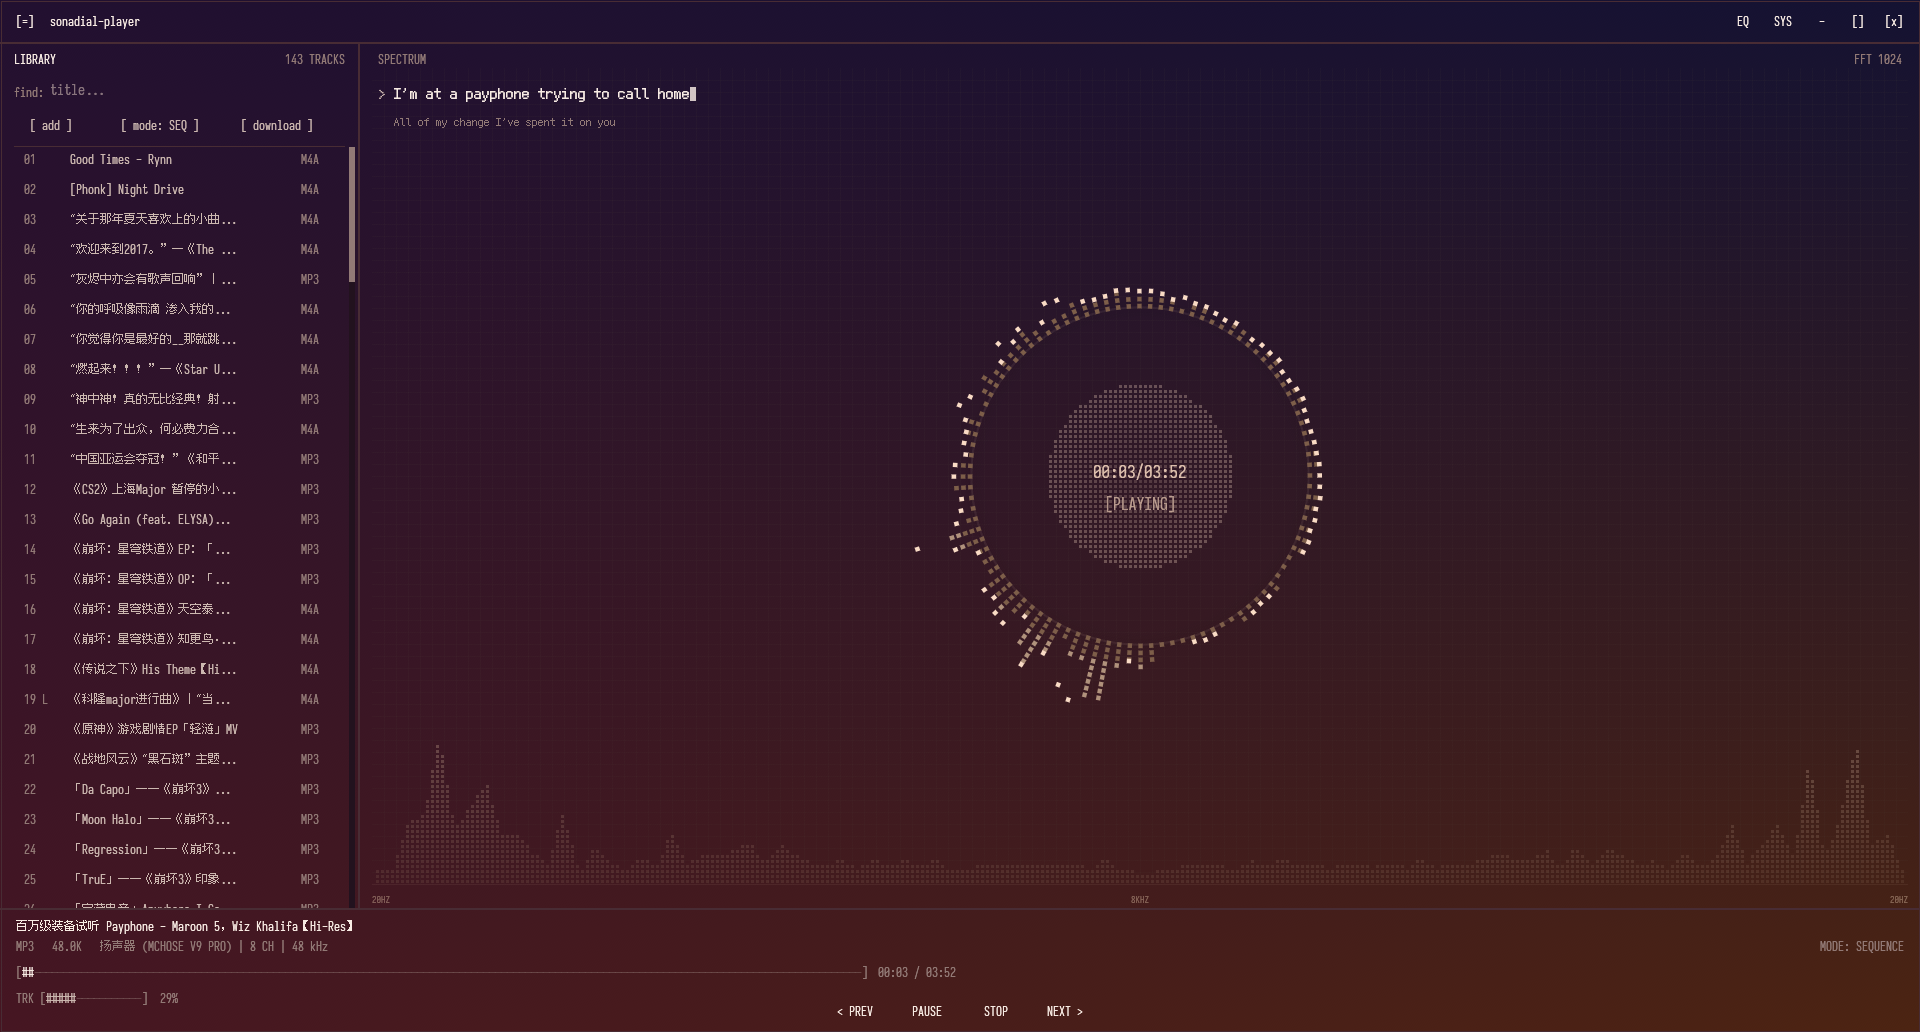 [=] sonadial-player EQ SYS - [] [x]
LIBRARY 143 TRACKS
find: title...
[ add ] [ mode: SEQ ] [ download ]
01 Good Times - Rynn M4A
02 [Phonk] Night Drive M4A
03 “关于那年夏天喜欢上的小曲... M4A
04 “欢迎来到2017。” —《The ... M4A
05 “灰烬中亦会有歌声回响” | ... MP3
06 “你的呼吸像雨滴 渗入我的... M4A
07 “你觉得你是最好的__那就跳... M4A
08 “燃起来！！！” —《Star U... M4A
09 “神中神！真的无比经典！射... MP3
10 “生来为了出众，何必费力合... M4A
11 “中国亚运会夺冠！” 《和平... MP3
12 《CS2》上海Major 暂停的小... MP3
13 《Go Again (feat. ELYSA)... MP3
14 《崩坏：星穹铁道》EP: 「... MP3
15 《崩坏：星穹铁道》OP: 「... MP3
16 《崩坏：星穹铁道》天空泰... M4A
17 《崩坏：星穹铁道》知更鸟·... M4A
18 《传说之下》His Theme【Hi... M4A
19 L 《科隆major进行曲》 | “当... M4A
20 《原神》游戏剧情EP「轻涟」MV MP3
21 《战地风云》“黑石斑” 主题... MP3
22 「Da Capo」——《崩坏3》... MP3
23 「Moon Halo」——《崩坏3... MP3
24 「Regression」——《崩坏3... MP3
25 「TruE」——《崩坏3》印象... MP3
SPECTRUM FFT 1024
> I'm at a payphone trying to call home
All of my change I've spent it on you
00:03/03:52
[PLAYING]
20HZ 8KHZ 20HZ
百万级装备试听 Payphone - Maroon 5, Wiz Khalifa【Hi-Res】
MP3 48.0K 扬声器 (MCHOSE V9 PRO) | 8 CH | 48 kHz MODE: SEQUENCE
[## ] 00:03 / 03:52
TRK [##### ] 29%
< PREV PAUSE STOP NEXT >